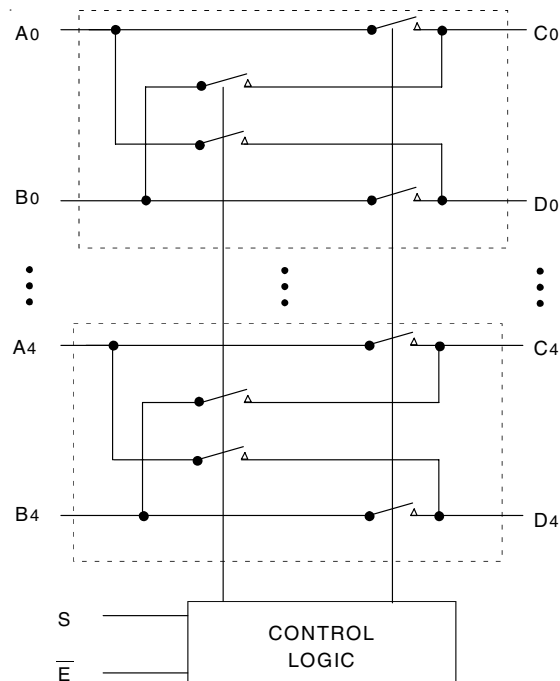 A0 C0
B0 D0
A4 C4
B4 D4
S
CONTROL
LOGIC
E̅